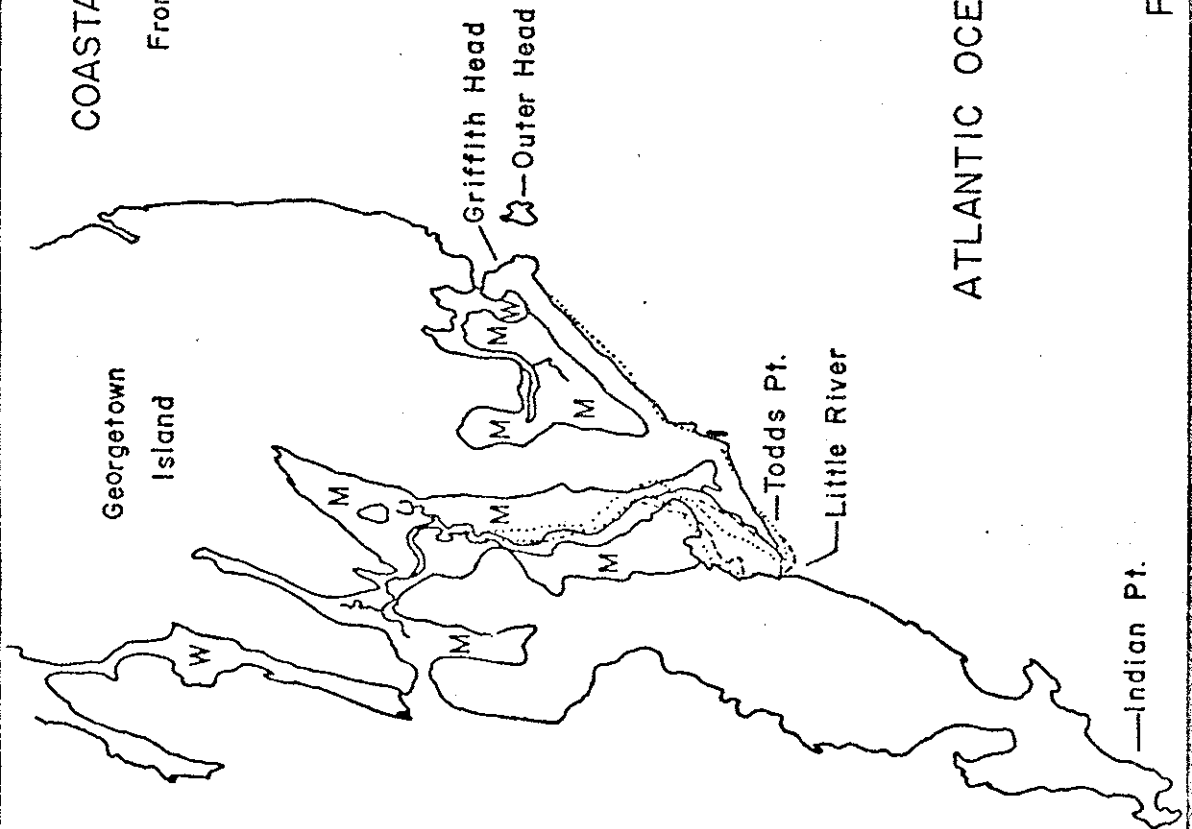 COASTA
Fron
Georgetown
Island
Griffith Head
Outer Head
M
M
M
M
M
M
M
W
W
Todds Pt.
Little River
ATLANTIC OCE
Indian Pt.
F